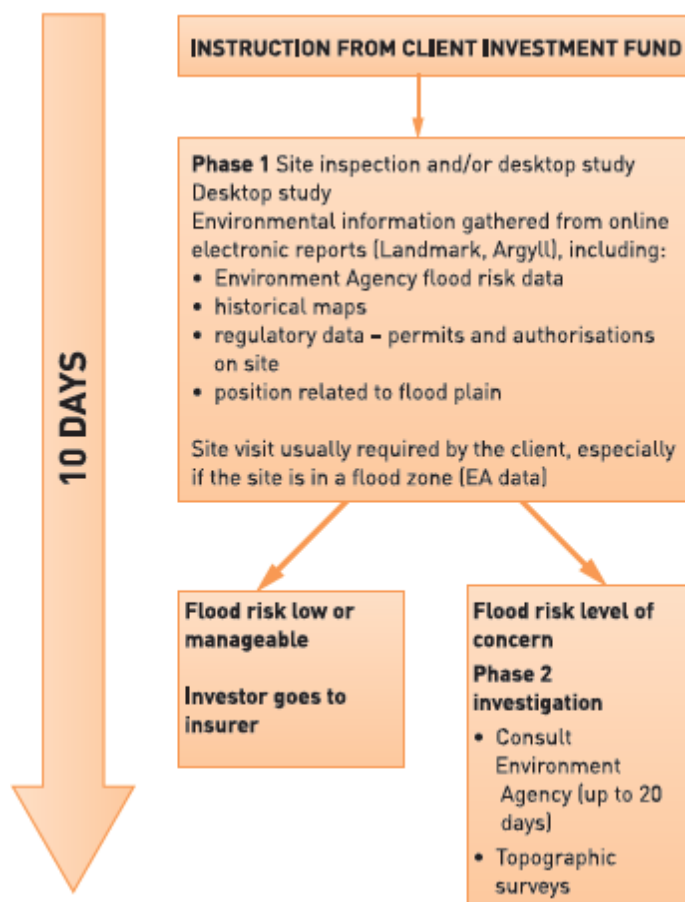 INSTRUCTION FROM CLIENT INVESTMENT FUND
10 DAYS
Phase 1 Site inspection and/or desktop study
Desktop study
Environmental information gathered from online
electronic reports (Landmark, Argyll), including:
• Environment Agency flood risk data
• historical maps
• regulatory data – permits and authorisations
on site
• position related to flood plain
Site visit usually required by the client, especially
if the site is in a flood zone (EA data)
Flood risk low or
manageable
Investor goes to
insurer
Flood risk level of
concern
Phase 2
investigation
• Consult
Environment
Agency (up to 20
days)
• Topographic
surveys